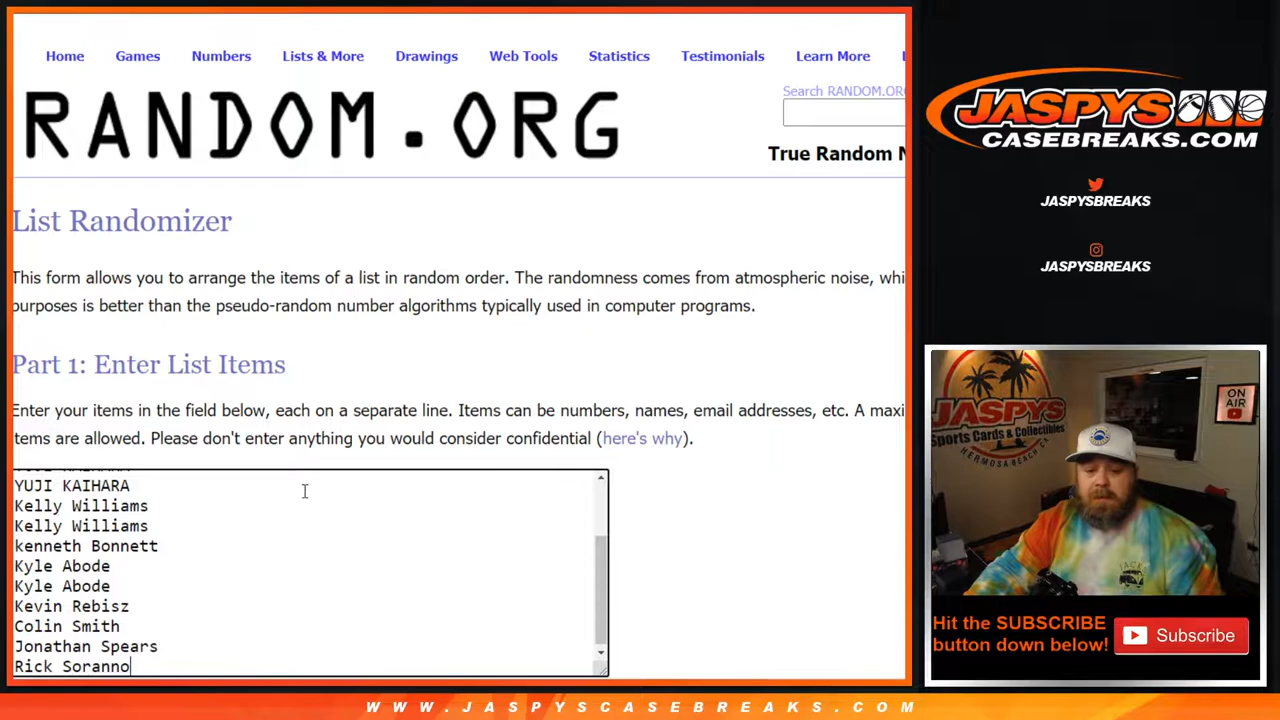 Home Games Numbers Lists & More Drawings Web Tools Statistics Testimonials Learn More
Search RANDOM.ORG
RANDOM.ORG
True Random
List Randomizer
This form allows you to arrange the items of a list in random order. The randomness comes from atmospheric noise,
purposes is better than the pseudo-random number algorithms typically used in computer programs.
Part 1: Enter List Items
Enter your items in the field below, each on a separate line. Items can be numbers, names, email addresses, etc. A
items are allowed. Please don't enter anything you would consider confidential (here's why).
YUJI KAIHARA
Kelly Williams
Kelly Williams
kenneth Bonnett
Kyle Abode
Kyle Abode
Kevin Rebisz
Colin Smith
Jonathan Spears
Rick Soranno
JASPYS
CASEBREAKS.COM
JASPYSBREAKS
JASPYSBREAKS
JASPYS
Sports Cards & Collectibles
HERMOSA BEACH CA
ON
AIR
Hit the SUBSCRIBE
button down below!
Subscribe
WWW.JASPYSCASEBREAKS.COM